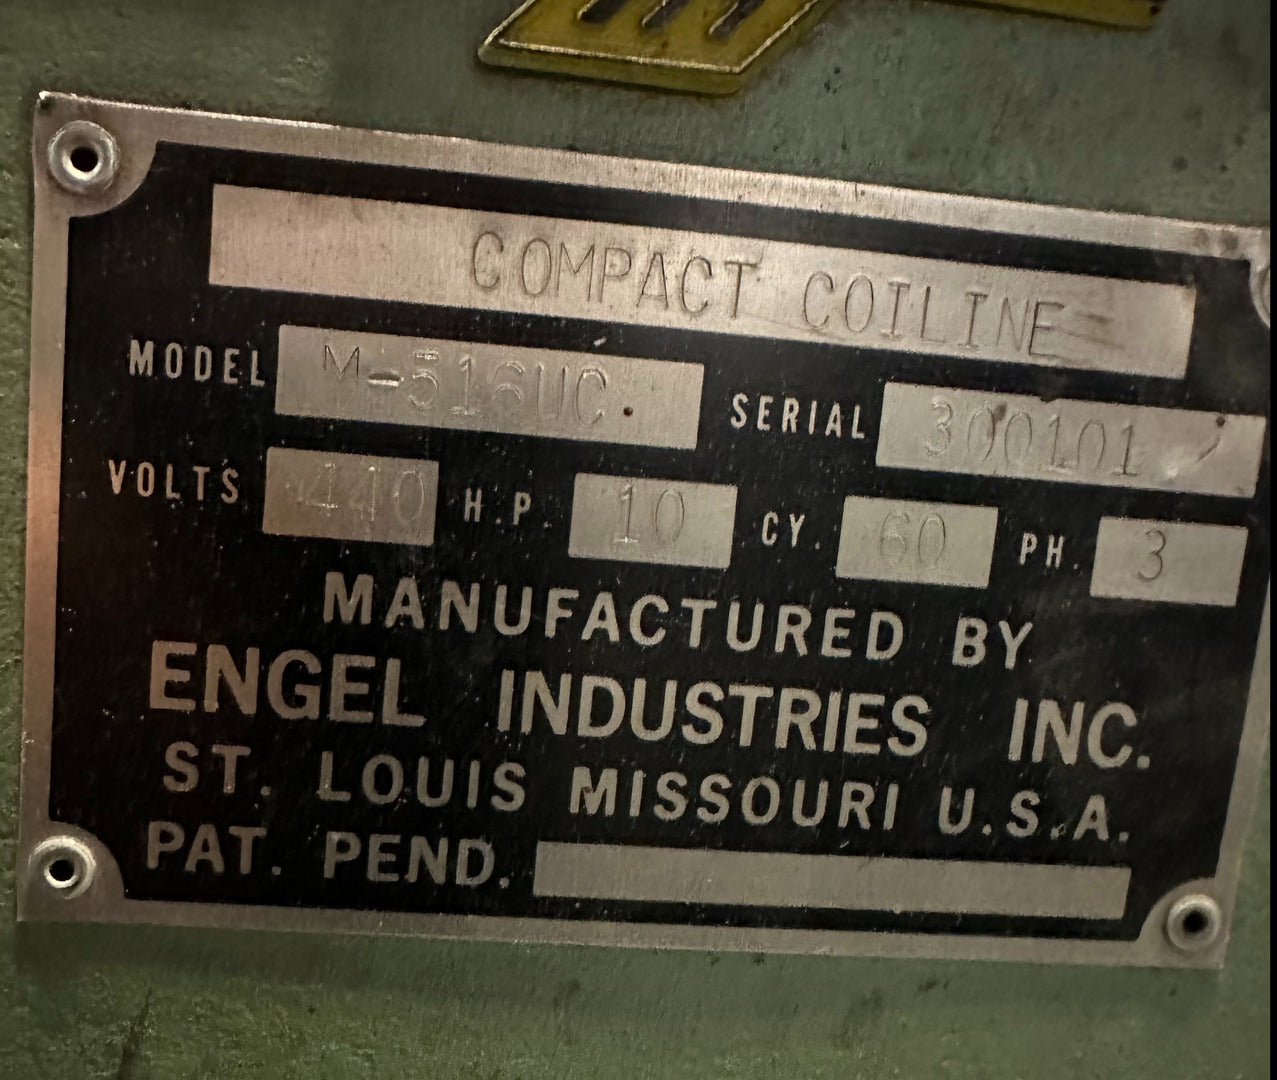 COMPACT COILINE
MODEL M-516UC SERIAL 300101
VOLTS 440 H.P. 10 CY. 60 PH. 3
MANUFACTURED BY
ENGEL INDUSTRIES INC.
ST. LOUIS MISSOURI U.S.A.
PAT. PEND.